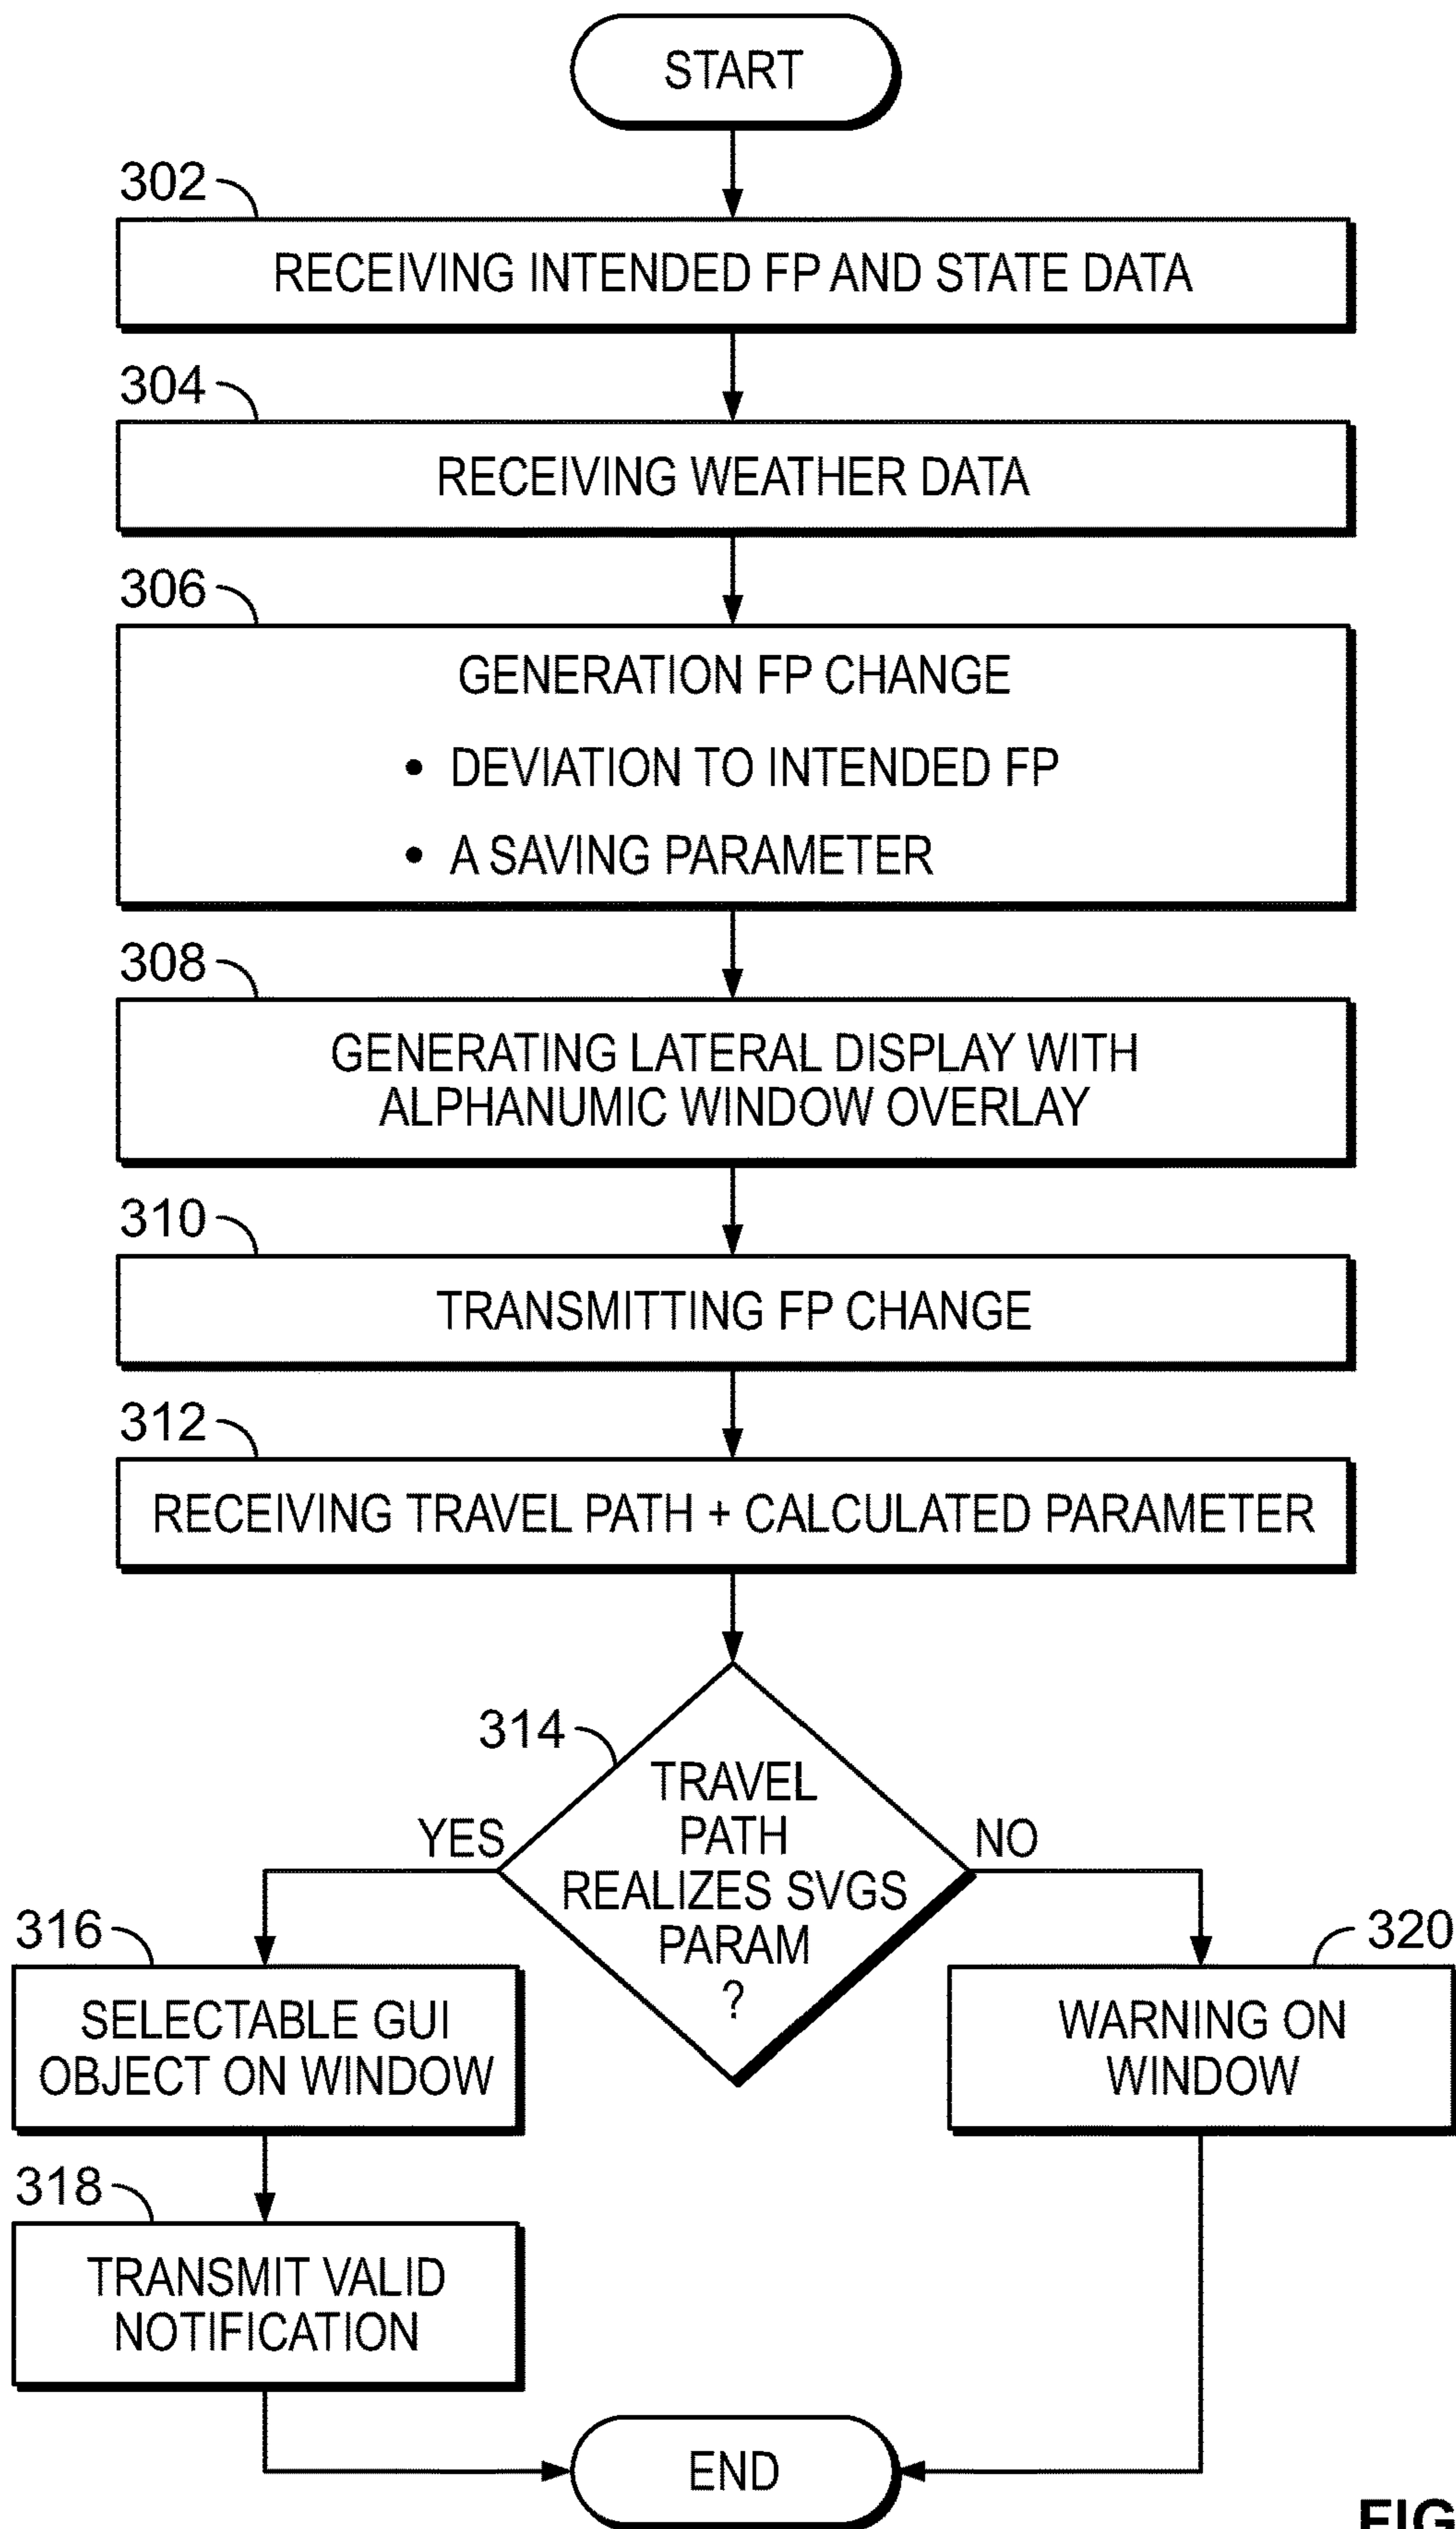 START
302
RECEIVING INTENDED FP AND STATE DATA
304
RECEIVING WEATHER DATA
306
GENERATION FP CHANGE
• DEVIATION TO INTENDED FP
• A SAVING PARAMETER
308
GENERATING LATERAL DISPLAY WITH
ALPHANUMIC WINDOW OVERLAY
310
TRANSMITTING FP CHANGE
312
RECEIVING TRAVEL PATH + CALCULATED PARAMETER
314
TRAVEL
PATH
REALIZES SVGS
PARAM
?
YES
NO
316
SELECTABLE GUI
OBJECT ON WINDOW
320
WARNING ON
WINDOW
318
TRANSMIT VALID
NOTIFICATION
END
FIG